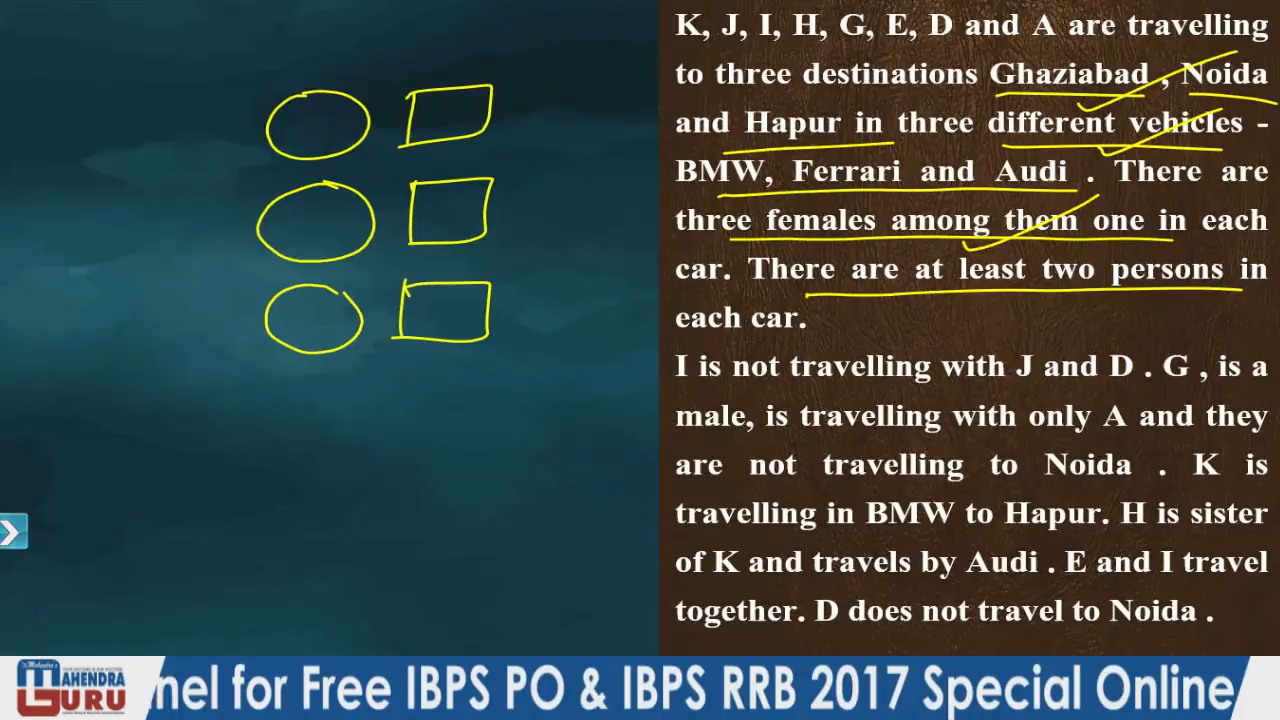 K, J, I, H, G, E, D and A are travelling
to three destinations Ghaziabad , Noida
and Hapur in three different vehicles -
BMW, Ferrari and Audi . There are
three females among them one in each
car. There are at least two persons in
each car.
I is not travelling with J and D . G , is a
male, is travelling with only A and they
are not travelling to Noida . K is
travelling in BMW to Hapur. H is sister
of K and travels by Audi . E and I travel
together. D does not travel to Noida .
Mahendra's
MAHENDRA
GURU
nel for Free IBPS PO & IBPS RRB 2017 Special Online